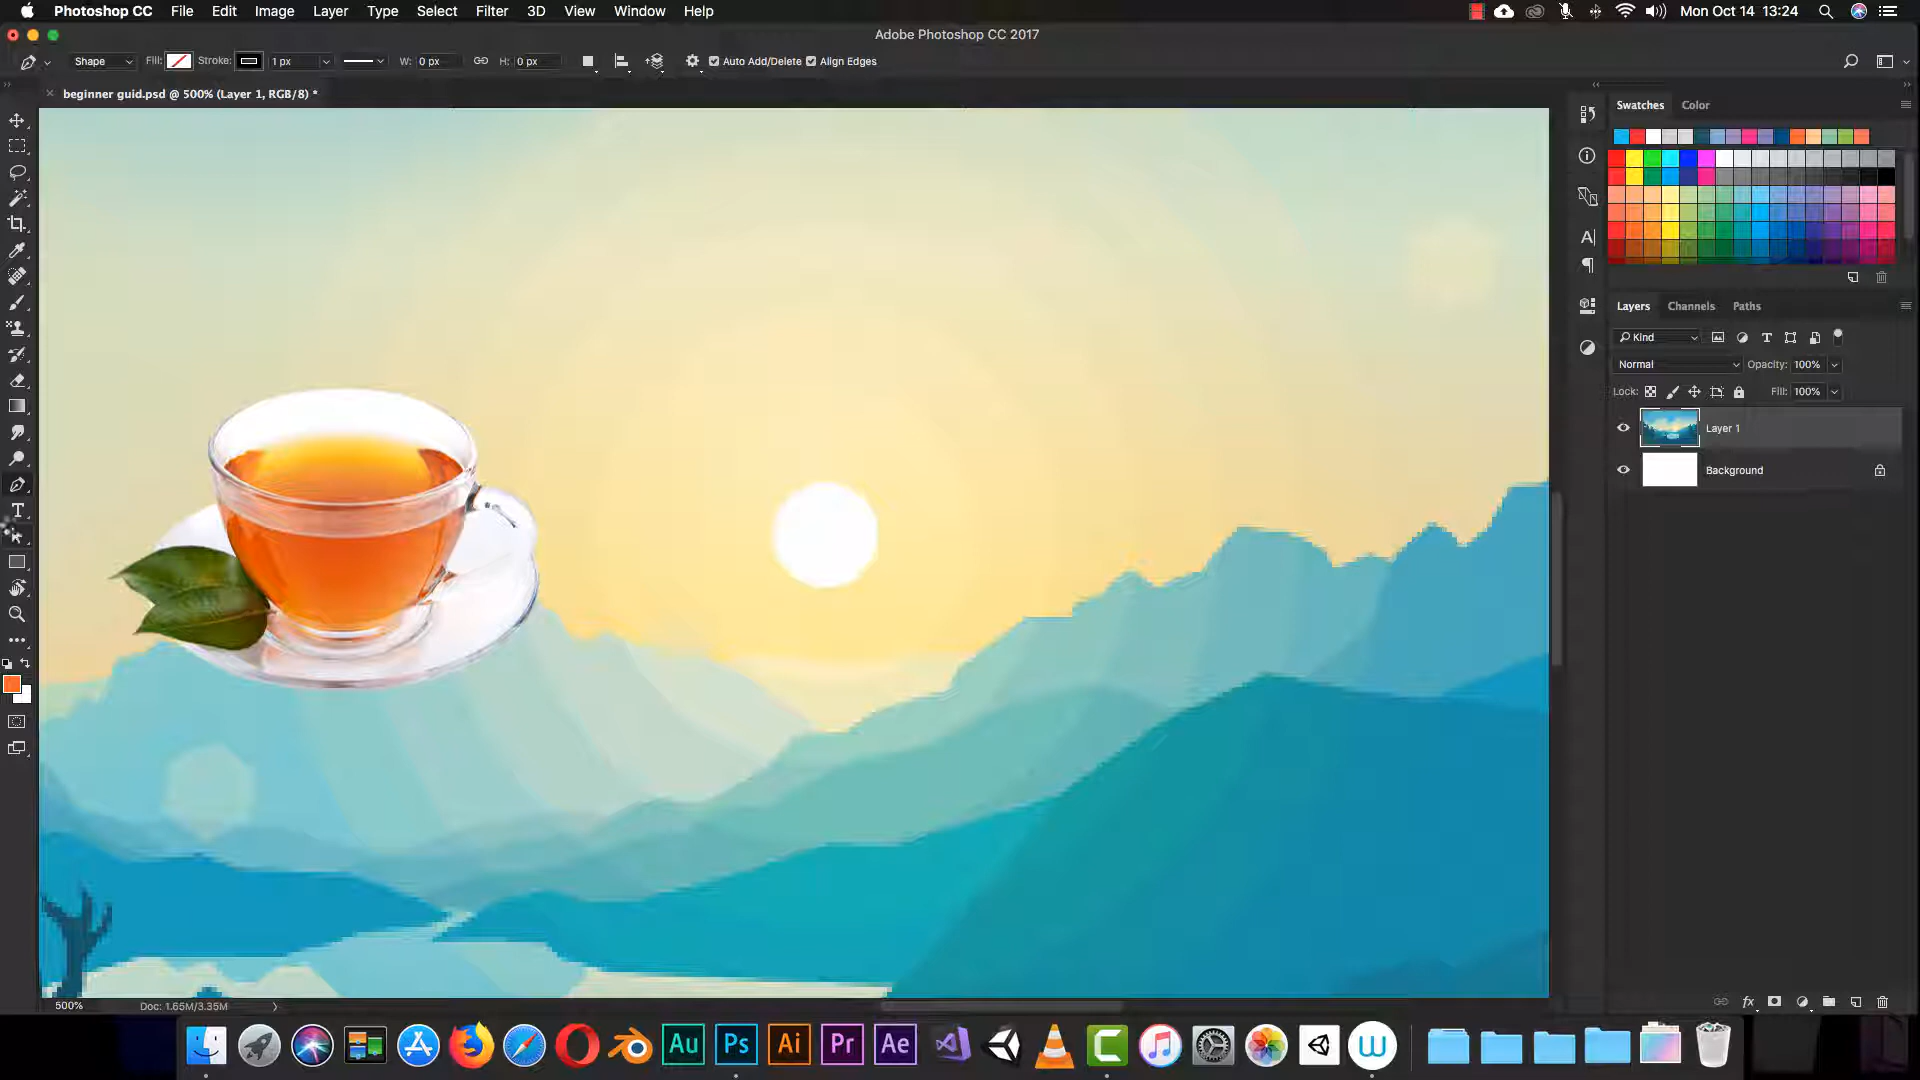 Photoshop CC File Edit Image Layer Type Select Filter 3D View Window Help Mon Oct 14 13:24
Adobe Photoshop CC 2017
Shape Fill: Stroke: 1 px W: 0 px H: 0 px Auto Add/Delete Align Edges
beginner guid.psd @ 500% (Layer 1, RGB/8) *
Swatches Color
Layers Channels Paths
Kind
Normal Opacity: 100%
Lock: Fill: 100%
Layer 1
Background
500% Doc: 1.65M/3.35M
Au Ps Ai Pr Ae